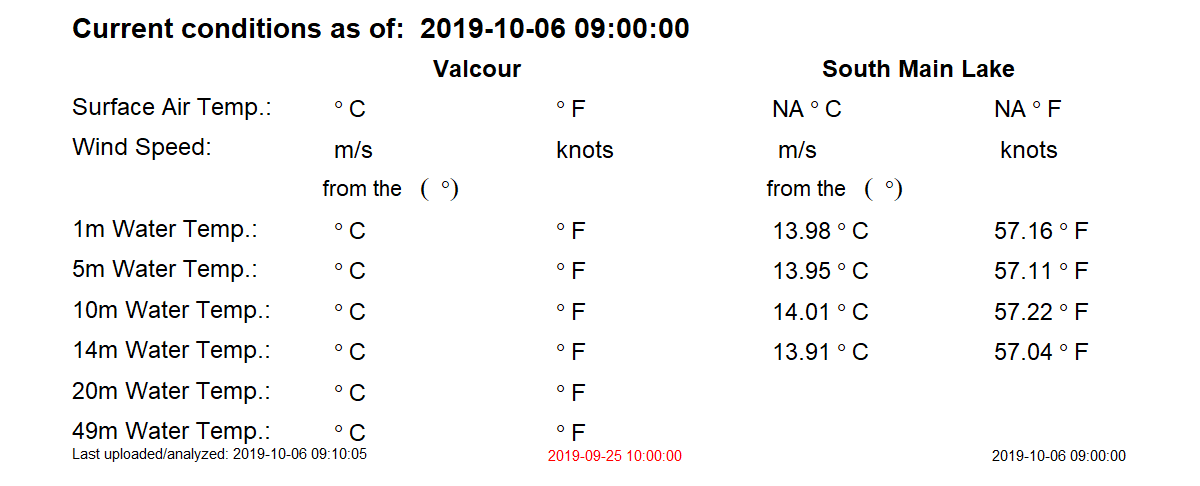 Current conditions as of: 2019-10-06 09:00:00
Valcour South Main Lake
Surface Air Temp.: ° C ° F NA ° C NA ° F
Wind Speed: m/s knots m/s knots
from the ( °) from the ( °)
1m Water Temp.: ° C ° F 13.98 ° C 57.16 ° F
5m Water Temp.: ° C ° F 13.95 ° C 57.11 ° F
10m Water Temp.: ° C ° F 14.01 ° C 57.22 ° F
14m Water Temp.: ° C ° F 13.91 ° C 57.04 ° F
20m Water Temp.: ° C ° F
49m Water Temp.: ° C ° F
Last uploaded/analyzed: 2019-10-06 09:10:05 2019-09-25 10:00:00 2019-10-06 09:00:00